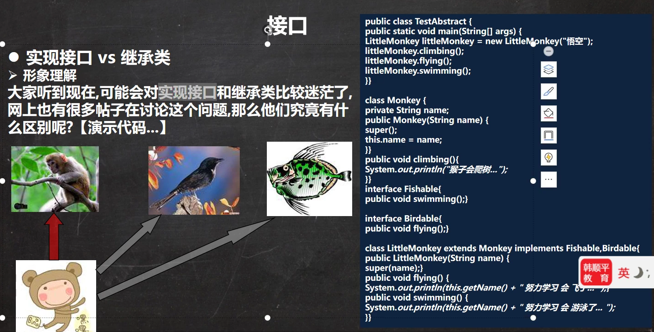 接口
● 实现接口 vs 继承类
➢ 形象理解
大家听到现在,可能会对实现接口和继承类比较迷茫了,
网上也有很多帖子在讨论这个问题,那么他们究竟有什
么区别呢?【演示代码...】
public class TestAbstract {
public static void main(String[] args) {
LittleMonkey littleMonkey = new LittleMonkey("悟空");
littleMonkey.climbing();
littleMonkey.flying();
littleMonkey.swimming();
}}
class Monkey {
private String name;
public Monkey(String name) {
super();
this.name = name;
}}
public void climbing(){
System.out.println("猴子会爬树...");
}}
interface Fishable{
public void swimming();}
interface Birdable{
public void flying();}
class LittleMonkey extends Monkey implements Fishable,Birdable{
public LittleMonkey(String name) {
super(name);}
public void flying() {
System.out.println(this.getName() + " 努力学习 会
public void swimming() {
System.out.println(this.getName() + " 努力学习 会 游泳了... ");
}}
韩顺平
教 育
英